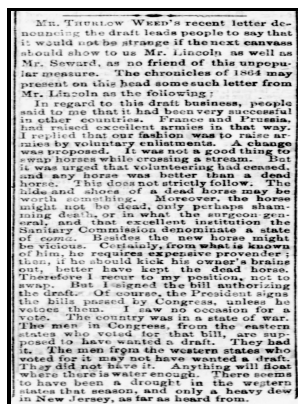 MR. THURLOW WEED'S recent letter de-
nouncing the draft leads people to say that
it would not be strange if the next canvass
should show to us Mr. Lincoln as well as
Mr. Seward, as no friend of this unpopu-
lar measure. The chronicles of 1864 may
present on this head some such letter from
Mr. Lincoln as the following:
In regard to this draft business, people
said to me that it had been very successful
in other countries. France and Prussia,
had raised excellent armies in that way.
I replied that our fashion was to raise ar-
mies by voluntary enlistments. A change
was proposed. It was not a good thing to
swap horses while crossing a stream. But
it was urged that volunteering had ceased,
and any horse was better than a dead
horse. This does not strictly follow. The
hide and shoes of a dead horse may be
worth something. Moreover, the horse
might not be dead, only perhaps sham-
ming death, or in what the surgeon-gen-
eral, and that excellent institution the
Sanitary Commission denominate a state
of coma. Besides the new horse might
be vicious. Certainly, from what is known
of him, he requires expensive provender;
then, if he should kick his owner's brains
out, better have kept the dead horse.
Therefore I recur to my position, not to
swap. But I signed the bill authorizing
the draft. Of course, the President signs
the bills passed by Congress, unless he
vetoes them. I saw no occasion for a
vote. The country was in a state of war.
The men in Congress, from the eastern
states who voted for that bill, are sup-
posed to have wanted a draft. They had
it. The men from the western states who
voted for it may not have wanted a draft.
They did not have it. Anything will float
where there is water enough. There seems
to have been a drought in the western
states that season, and only a heavy dew
in New Jersey, as far as heard from.